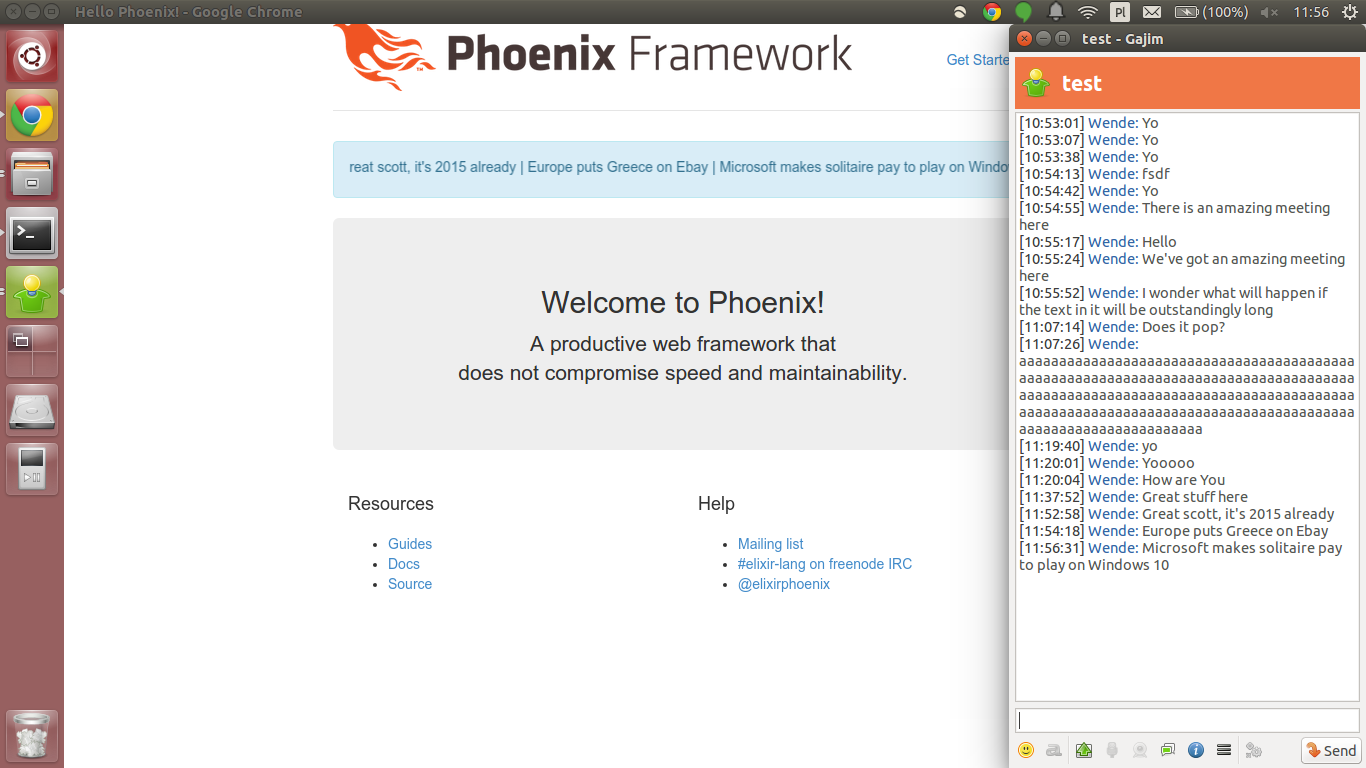 Hello Phoenix! - Google Chrome
Pl
(100%)
11:56
Phoenix Framework
™
Get Starte
reat scott, it's 2015 already | Europe puts Greece on Ebay | Microsoft makes solitaire pay to play on Windo
Welcome to Phoenix!
A productive web framework that
does not compromise speed and maintainability.
Resources
Guides
Docs
Source
Help
Mailing list
#elixir-lang on freenode IRC
@elixirphoenix
test - Gajim
test
[10:53:01] Wende: Yo
[10:53:07] Wende: Yo
[10:53:38] Wende: Yo
[10:54:13] Wende: fsdf
[10:54:42] Wende: Yo
[10:54:55] Wende: There is an amazing meeting
here
[10:55:17] Wende: Hello
[10:55:24] Wende: We've got an amazing meeting
here
[10:55:52] Wende: I wonder what will happen if
the text in it will be outstandingly long
[11:07:14] Wende: Does it pop?
[11:07:26] Wende:
aaaaaaaaaaaaaaaaaaaaaaaaaaaaaaaaaaaaaaaaaa
aaaaaaaaaaaaaaaaaaaaaaaaaaaaaaaaaaaaaaaaaa
aaaaaaaaaaaaaaaaaaaaaaaaaaaaaaaaaaaaaaaaaa
aaaaaaaaaaaaaaaaaaaaaaaaaaaaaaaaaaaaaaaaaa
aaaaaaaaaaaaaaaaaaaaaaa
[11:19:40] Wende: yo
[11:20:01] Wende: Yooooo
[11:20:04] Wende: How are You
[11:37:52] Wende: Great stuff here
[11:52:58] Wende: Great scott, it's 2015 already
[11:54:18] Wende: Europe puts Greece on Ebay
[11:56:31] Wende: Microsoft makes solitaire pay
to play on Windows 10
Send